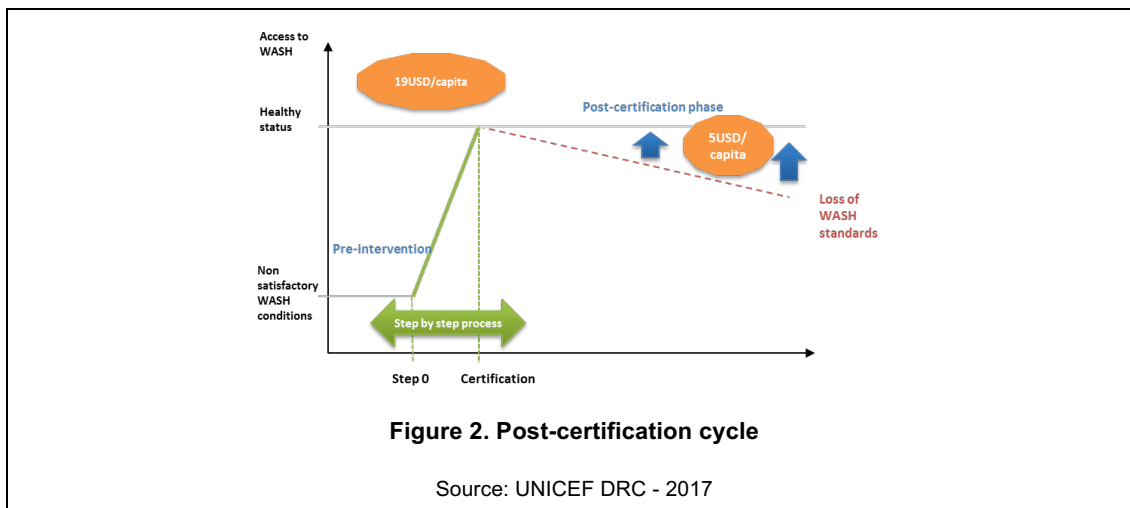 Access to
WASH
19USD/capita
Post-certification phase
Healthy
status
5USD/
capita
Loss of
WASH
standards
Pre-intervention
Non
satisfactory
WASH
conditions
Step by step process
Step 0
Certification
Figure 2. Post-certification cycle
Source: UNICEF DRC - 2017